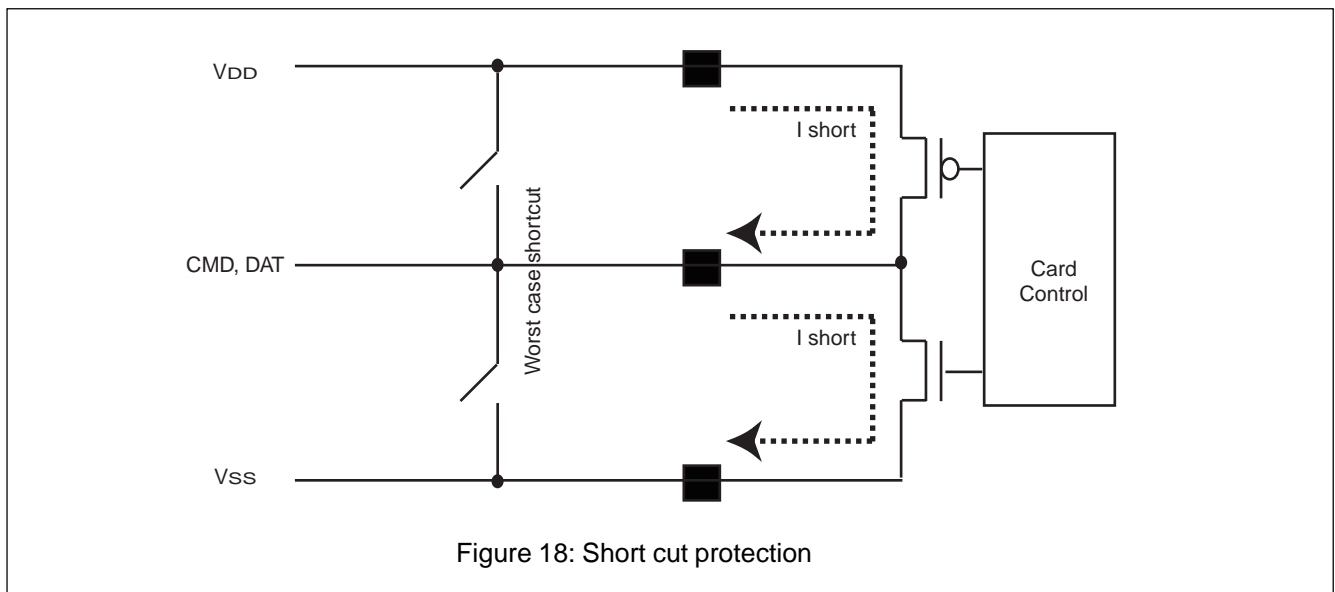 VDD
I short
Worst case shortcut
CMD, DAT
Card
Control
I short
VSS
Figure 18: Short cut protection